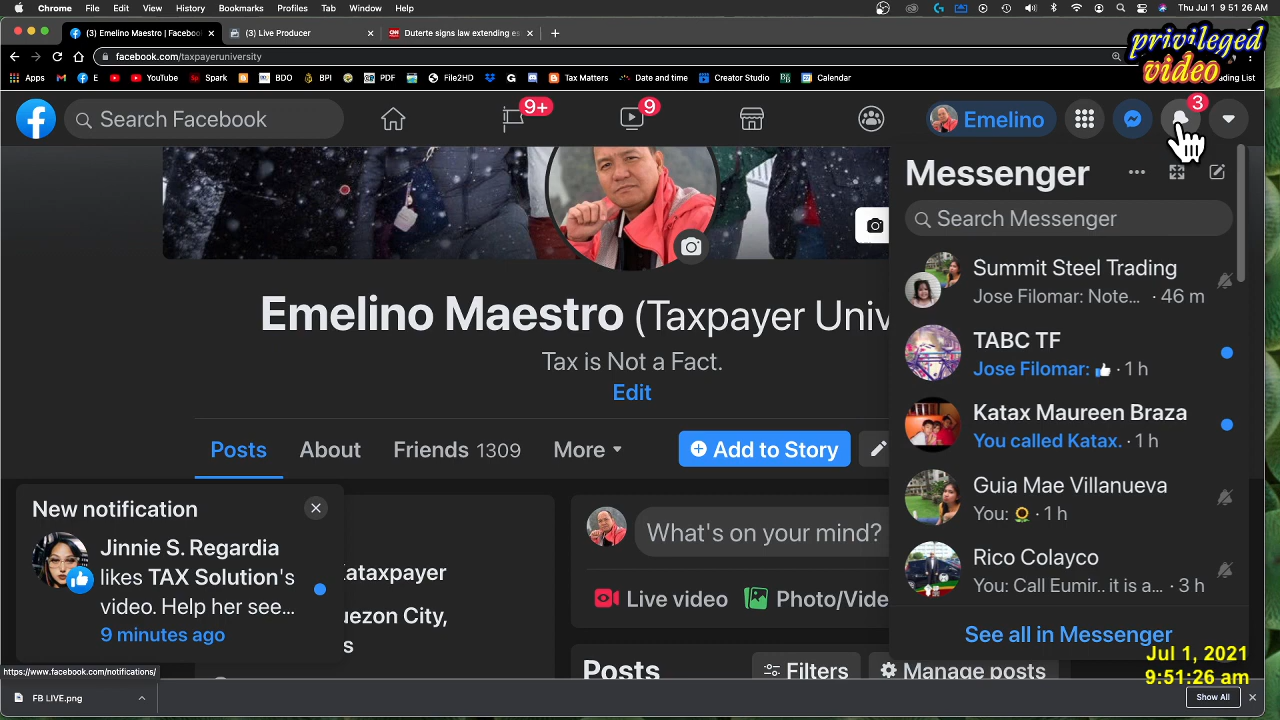 Chrome File Edit View History Bookmarks Profiles Tab Window Help
Thu Jul 1 9:51:26 AM
(3) Emelino Maestro | Facebook
(3) Live Producer
Duterte signs law extending es
facebook.com/taxpayeruniversity
Apps E YouTube Spark BDO BPI PDF File2HD Tax Matters Date and time Creator Studio Calendar
ding List
privileged
video
Search Facebook
9+
9
Emelino
3
Messenger
Search Messenger
Summit Steel Trading
Jose Filomar: Note... · 46 m
TABC TF
Jose Filomar: 👍 · 1 h
Katax Maureen Braza
You called Katax. · 1 h
Guia Mae Villanueva
You: 🌻 · 1 h
Rico Colayco
You: Call Eumir.. it is a... · 3 h
See all in Messenger
Emelino Maestro (Taxpayer Univ
Tax is Not a Fact.
Edit
Posts About Friends 1309 More
Add to Story
New notification
Jinnie S. Regardia
likes TAX Solution's
video. Help her see...
9 minutes ago
kataxpayer
uezon City,
s
What's on your mind?
Live video
Photo/Vide
Posts
Filters
Manage posts
https://www.facebook.com/notifications/
Jul 1, 2021
9:51:26 am
FB LIVE.png
Show All